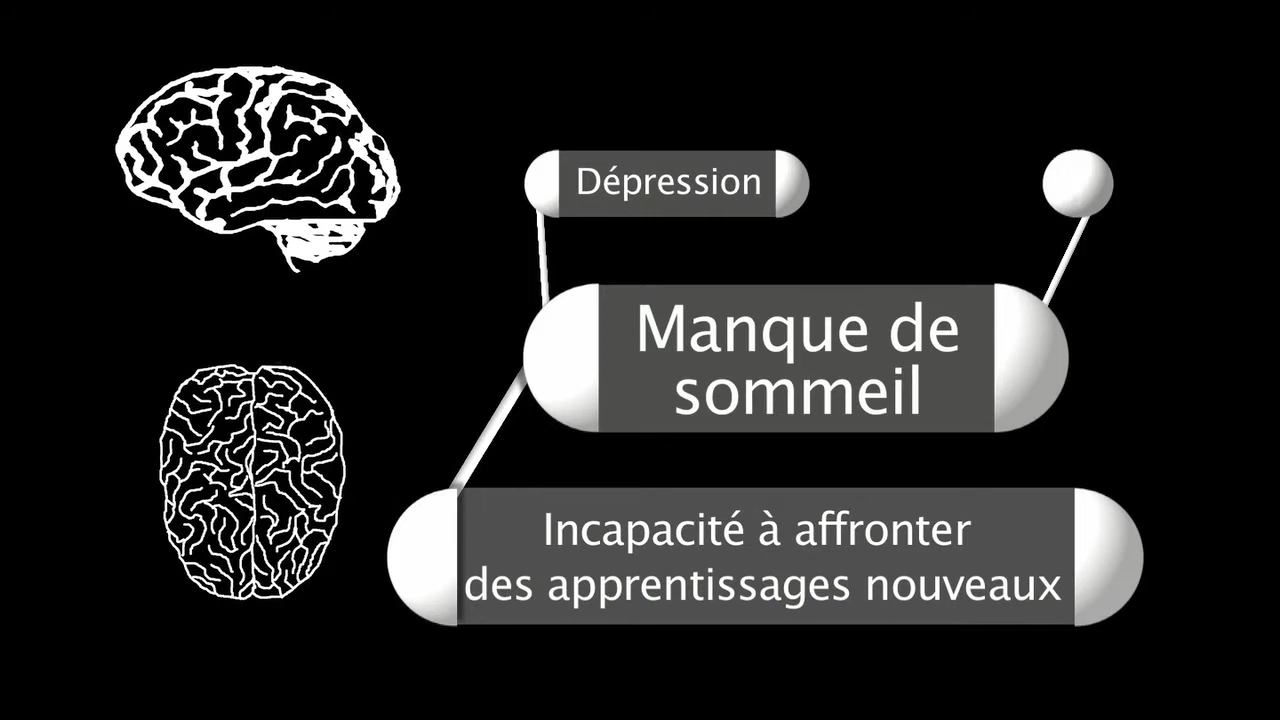 Dépression
Manque de
sommeil
Incapacité à affronter
des apprentissages nouveaux